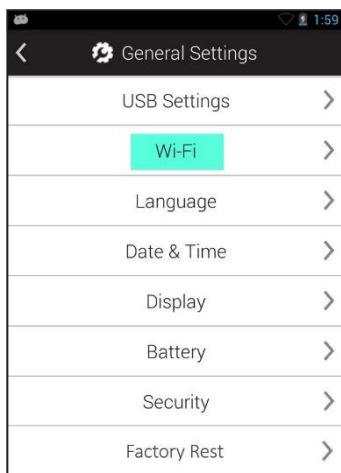 1:59
General Settings
USB Settings
Wi-Fi
Language
Date & Time
Display
Battery
Security
Factory Rest